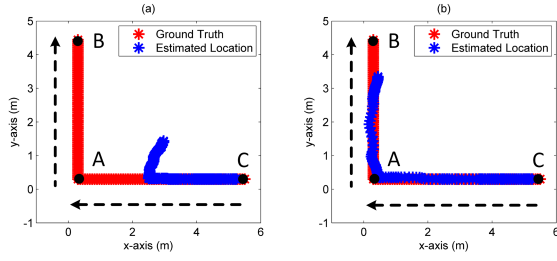 (a)
5
4
3
2
1
0
-1
y-axis (m)
B
A
C
Ground Truth
Estimated Location
0
2
4
6
x-axis (m)
(b)
5
4
3
2
1
0
-1
y-axis (m)
B
A
C
Ground Truth
Estimated Location
0
2
4
6
x-axis (m)